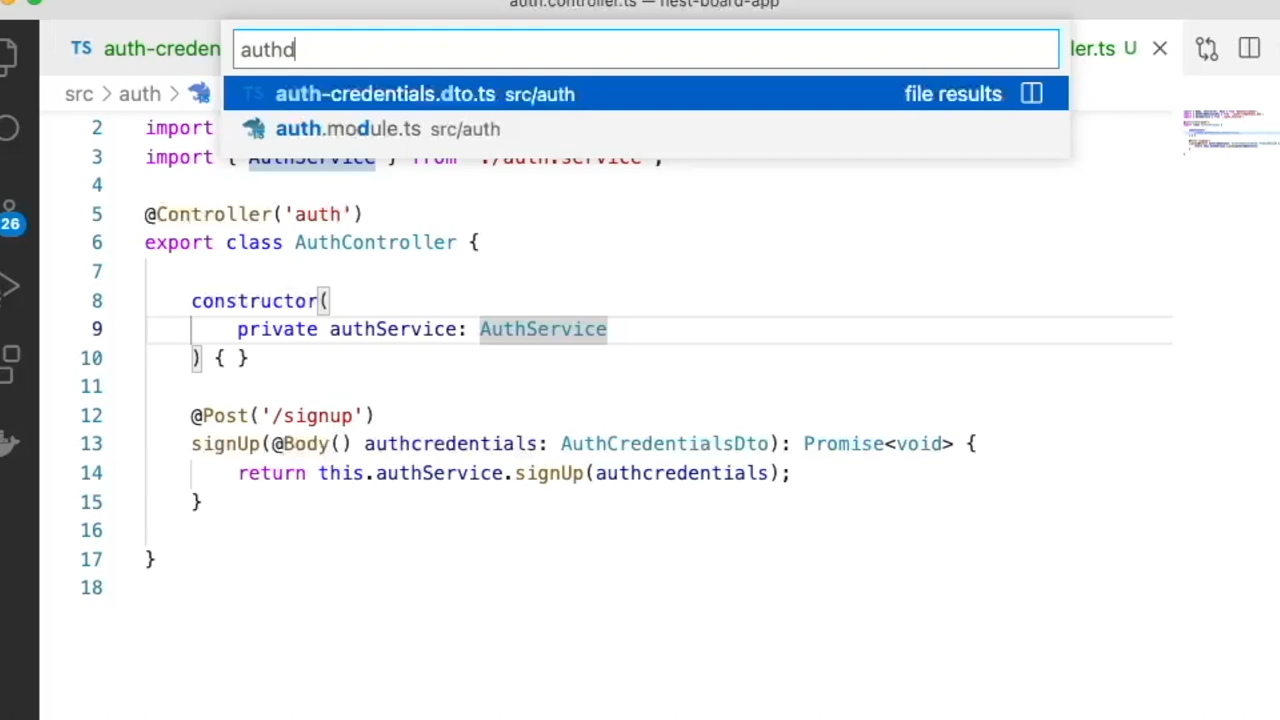 auth.controller.ts — nest-board-app
TS auth-creden
authd
ler.ts U
src > auth >
TS auth-credentials.dto.ts src/auth file results
auth.module.ts src/auth
26
2 import
3 import { AuthService } from './auth.service';
4
5 @Controller('auth')
6 export class AuthController {
7
8 constructor(
9 private authService: AuthService
10 ) { }
11
12 @Post('/signup')
13 signUp(@Body() authcredentials: AuthCredentialsDto): Promise<void> {
14 return this.authService.signUp(authcredentials);
15 }
16
17 }
18